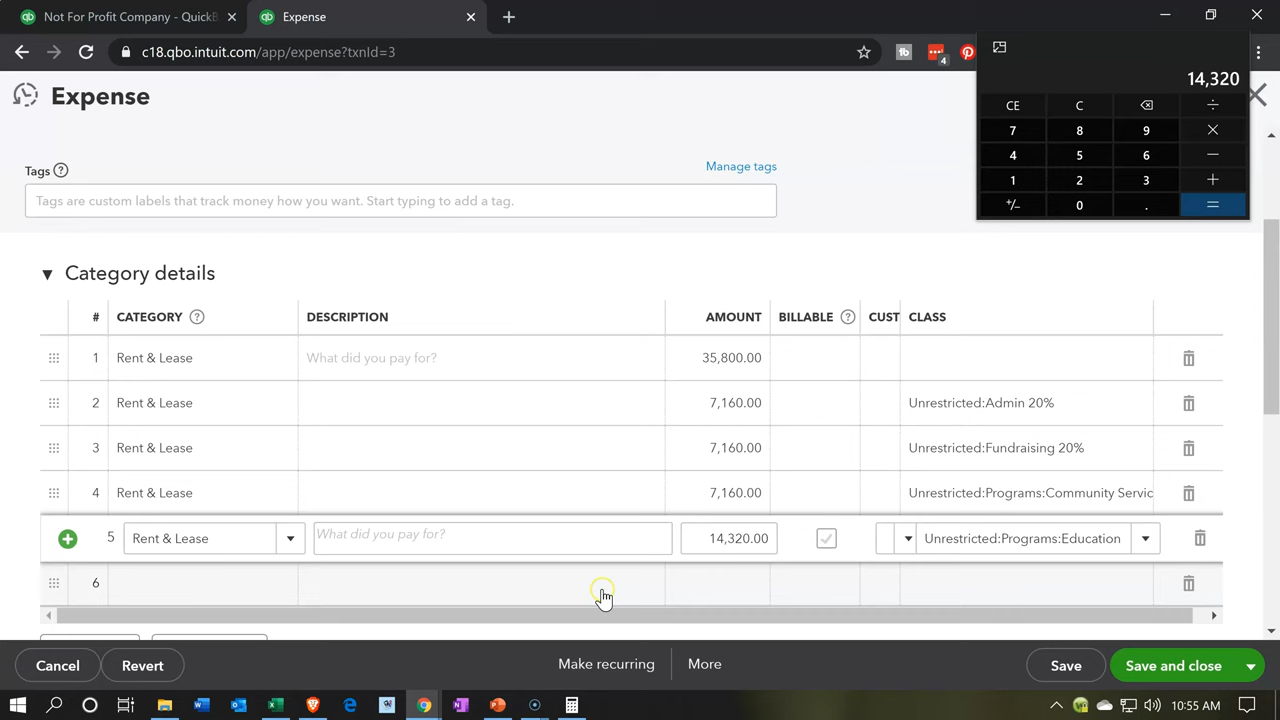 Not For Profit Company - QuickB
Expense
c18.qbo.intuit.com/app/expense?txnId=3
4
14,320
CE C ÷
7 8 9 ×
4 5 6 −
1 2 3 +
+/− 0 . =
Expense
Tags ?
Manage tags
Tags are custom labels that track money how you want. Start typing to add a tag.
▼ Category details
# CATEGORY ? DESCRIPTION AMOUNT BILLABLE ? CUST CLASS
1 Rent & Lease What did you pay for? 35,800.00
2 Rent & Lease 7,160.00 Unrestricted:Admin 20%
3 Rent & Lease 7,160.00 Unrestricted:Fundraising 20%
4 Rent & Lease 7,160.00 Unrestricted:Programs:Community Servic
5 Rent & Lease What did you pay for? 14,320.00 Unrestricted:Programs:Education
6
Cancel Revert Make recurring More Save Save and close
10:55 AM